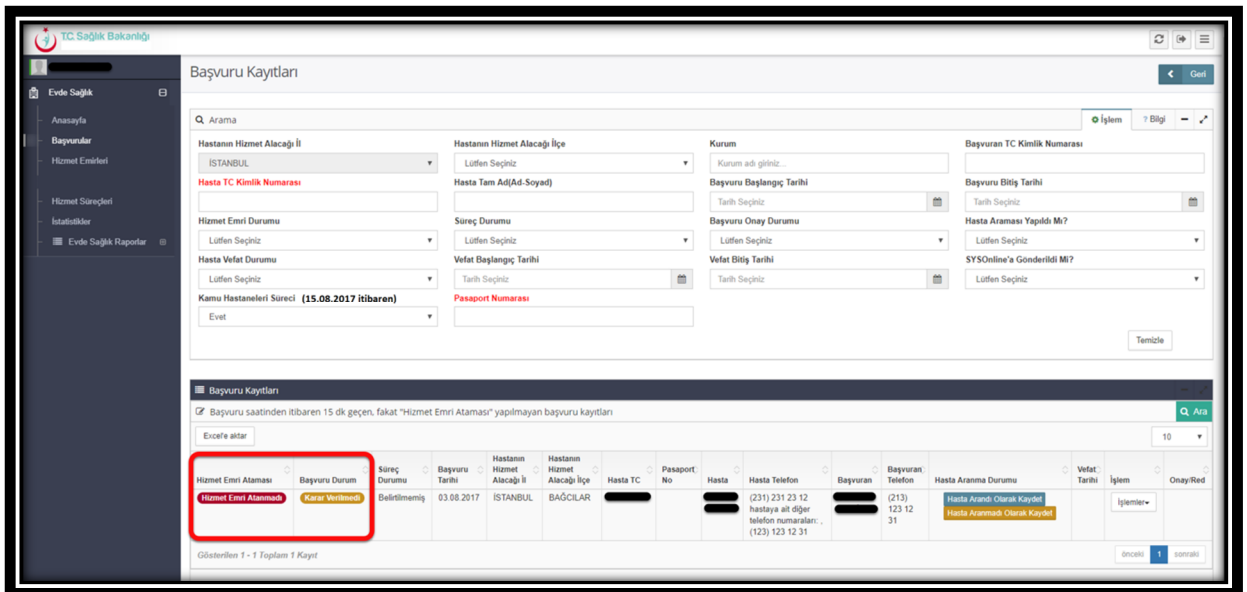 T.C. Sağlık Bakanlığı
Başvuru Kayıtları
Geri
Evde Sağlık
Anasayfa
Başvurular
Hizmet Emirleri
Hizmet Süreçleri
İstatistikler
Evde Sağlık Raporlar
Arama
İşlem ? Bilgi
Hastanın Hizmet Alacağı İl Hastanın Hizmet Alacağı İlçe Kurum Başvuran TC Kimlik Numarası
İSTANBUL Lütfen Seçiniz Kurum adı giriniz...
Hasta TC Kimlik Numarası Hasta Tam Ad(Ad-Soyad) Başvuru Başlangıç Tarihi Başvuru Bitiş Tarihi
Tarih Seçiniz Tarih Seçiniz
Hizmet Emri Durumu Süreç Durumu Başvuru Onay Durumu Hasta Araması Yapıldı Mı?
Lütfen Seçiniz Lütfen Seçiniz Lütfen Seçiniz Lütfen Seçiniz
Hasta Vefat Durumu Vefat Başlangıç Tarihi Vefat Bitiş Tarihi SYSOnline'a Gönderildi Mi?
Lütfen Seçiniz Tarih Seçiniz Tarih Seçiniz Lütfen Seçiniz
Kamu Hastaneleri Süreci (15.08.2017 itibaren) Pasaport Numarası
Evet
Temizle
Başvuru Kayıtları
Başvuru saatinden itibaren 15 dk geçen, fakat "Hizmet Emri Ataması" yapılmayan başvuru kayıtları
Ara
Excel'e aktar
10
Hizmet Emri Ataması Başvuru Durum Süreç Durumu Başvuru Tarihi Hastanın Hizmet Alacağı İl Hastanın Hizmet Alacağı İlçe Hasta TC Pasaport No Hasta Hasta Telefon Başvuran Başvuran Telefon Hasta Aranma Durumu Vefat Tarihi İşlem Onay/Red
Hizmet Emri Atanmadı Karar Verilmedi Belirtilmemiş 03.08.2017 İSTANBUL BAĞCILAR (231) 231 23 12 (213) Hasta Arandı Olarak Kaydet İşlemler
hastaya ait diğer 123 12 Hasta Aranmadı Olarak Kaydet
telefon numaraları: , 31
(123) 123 12 31
Gösterilen 1 - 1 Toplam 1 Kayıt
önceki 1 sonraki